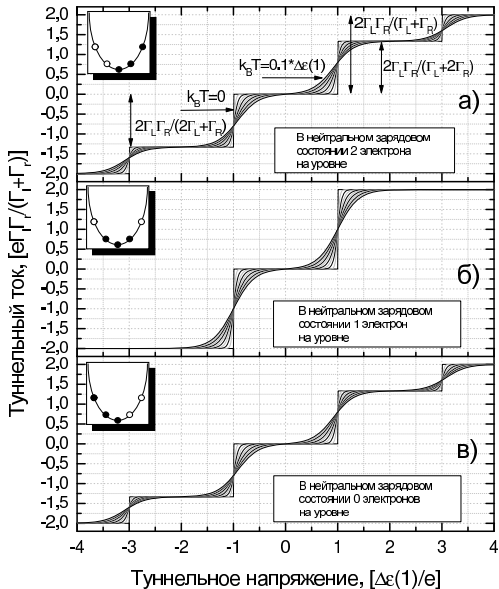 2,0
1,5
1,0
0,5
0,0
-0,5
-1,0
-1,5
-2,0
2Γ_LΓ_R/(Γ_L+Γ_R)
k_BT=0.1*Δε(1)
2Γ_LΓ_R/(Γ_L+2Γ_R)
k_BT=0
2Γ_LΓ_R/(2Γ_L+Γ_R)
а)
В нейтральном зарядовом
состоянии 2 электрона
на уровне
2,0
1,5
1,0
0,5
0,0
-0,5
-1,0
-1,5
-2,0
б)
В нейтральном зарядовом
состоянии 1 электрон
на уровне
2,0
1,5
1,0
0,5
0,0
-0,5
-1,0
-1,5
-2,0
в)
В нейтральном зарядовом
состоянии 0 электронов
на уровне
-4 -3 -2 -1 0 1 2 3 4
Туннельное напряжение, [Δε(1)/e]
Туннельный ток, [eΓ_lΓ_r/(Γ_l+Γ_r)]